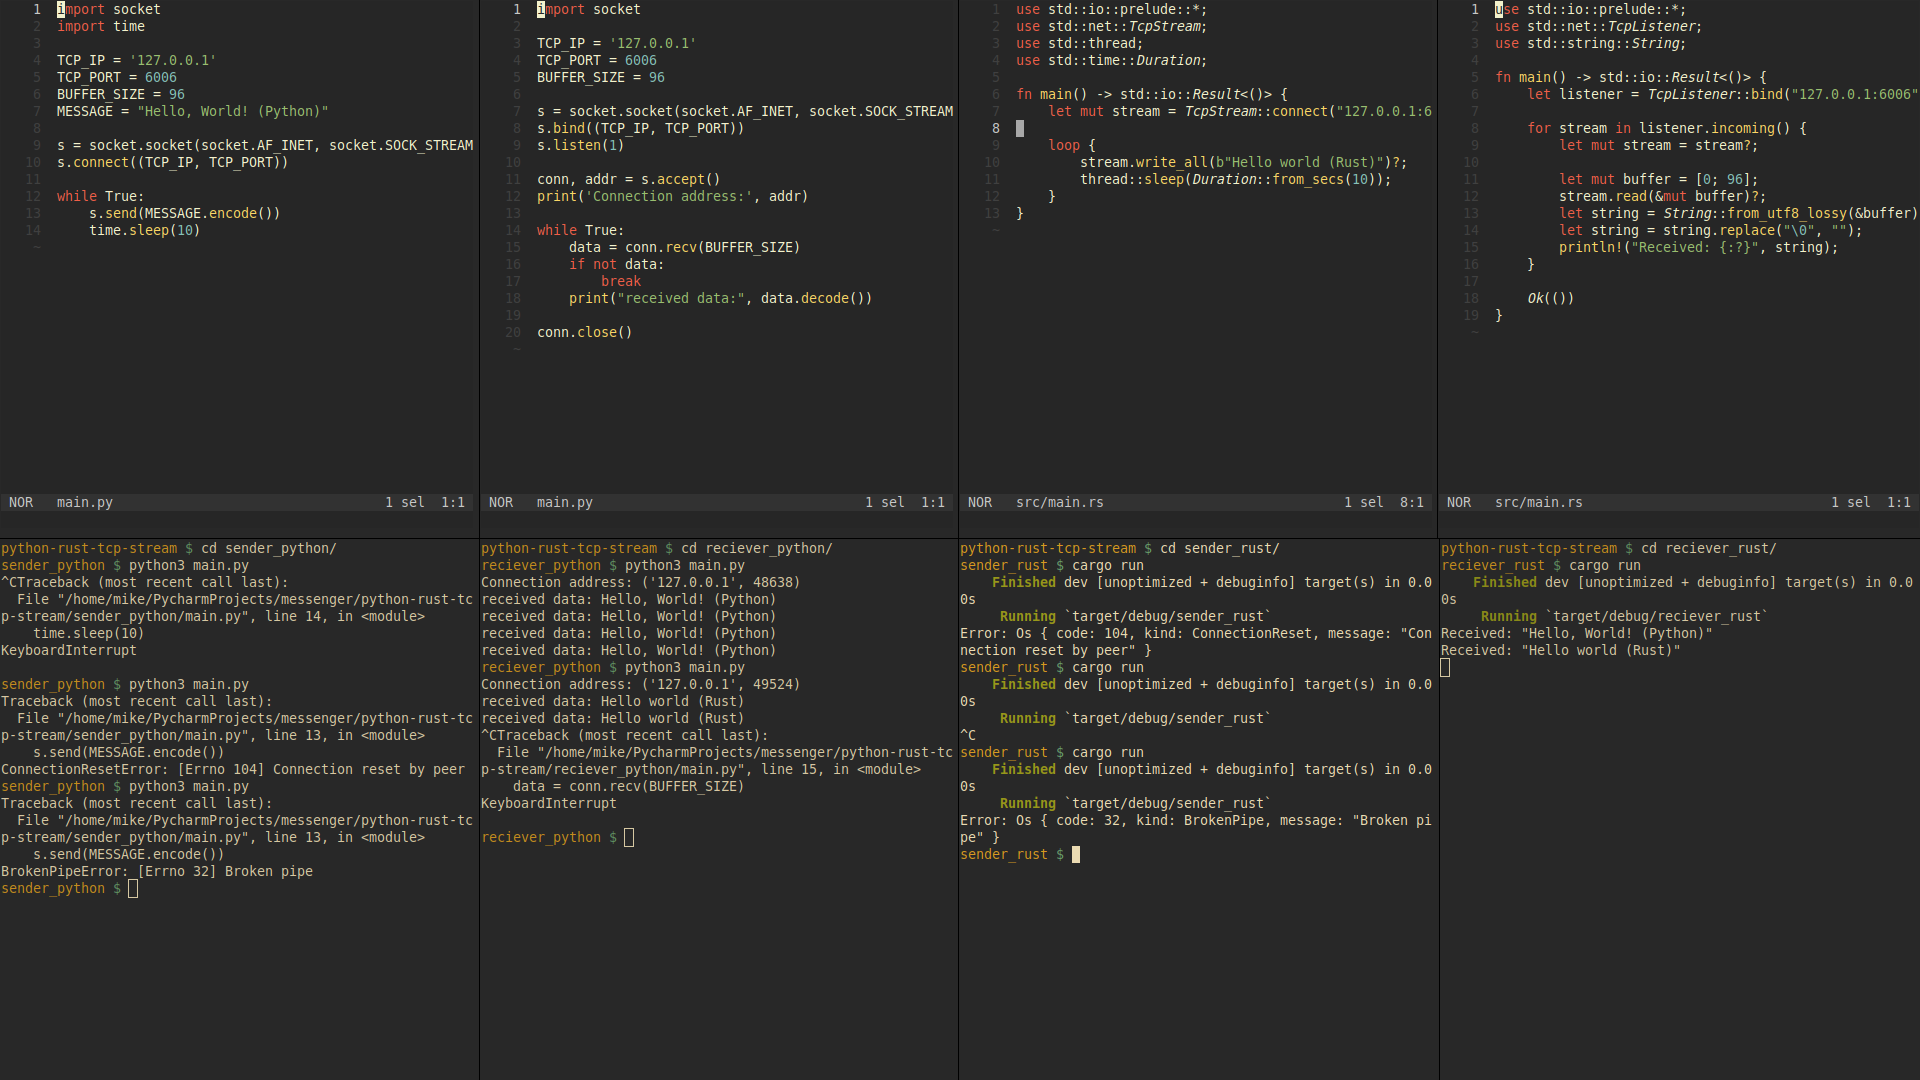 1 import socket
2 import time
3
4 TCP_IP = '127.0.0.1'
5 TCP_PORT = 6006
6 BUFFER_SIZE = 96
7 MESSAGE = "Hello, World! (Python)"
8
9 s = socket.socket(socket.AF_INET, socket.SOCK_STREAM
10 s.connect((TCP_IP, TCP_PORT))
11
12 while True:
13     s.send(MESSAGE.encode())
14     time.sleep(10)
~
NOR main.py 1 sel 1:1
1 import socket
2
3 TCP_IP = '127.0.0.1'
4 TCP_PORT = 6006
5 BUFFER_SIZE = 96
6
7 s = socket.socket(socket.AF_INET, socket.SOCK_STREAM
8 s.bind((TCP_IP, TCP_PORT))
9 s.listen(1)
10
11 conn, addr = s.accept()
12 print('Connection address:', addr)
13
14 while True:
15     data = conn.recv(BUFFER_SIZE)
16     if not data:
17         break
18     print("received data:", data.decode())
19
20 conn.close()
~
NOR main.py 1 sel 1:1
1 use std::io::prelude::*;
2 use std::net::TcpStream;
3 use std::thread;
4 use std::time::Duration;
5
6 fn main() -> std::io::Result<()> {
7     let mut stream = TcpStream::connect("127.0.0.1:6
8
9     loop {
10         stream.write_all(b"Hello world (Rust)")?;
11         thread::sleep(Duration::from_secs(10));
12     }
13 }
~
NOR src/main.rs 1 sel 8:1
1 use std::io::prelude::*;
2 use std::net::TcpListener;
3 use std::string::String;
4
5 fn main() -> std::io::Result<()> {
6     let listener = TcpListener::bind("127.0.0.1:6006"
7
8     for stream in listener.incoming() {
9         let mut stream = stream?;
10
11         let mut buffer = [0; 96];
12         stream.read(&mut buffer)?;
13         let string = String::from_utf8_lossy(&buffer)
14         let string = string.replace("\0", "");
15         println!("Received: {:?}", string);
16     }
17
18     Ok(())
19 }
~
NOR src/main.rs 1 sel 1:1
python-rust-tcp-stream $ cd sender_python/
sender_python $ python3 main.py
^CTraceback (most recent call last):
  File "/home/mike/PycharmProjects/messenger/python-rust-tc
p-stream/sender_python/main.py", line 14, in <module>
    time.sleep(10)
KeyboardInterrupt

sender_python $ python3 main.py
Traceback (most recent call last):
  File "/home/mike/PycharmProjects/messenger/python-rust-tc
p-stream/sender_python/main.py", line 13, in <module>
    s.send(MESSAGE.encode())
ConnectionResetError: [Errno 104] Connection reset by peer
sender_python $ python3 main.py
Traceback (most recent call last):
  File "/home/mike/PycharmProjects/messenger/python-rust-tc
p-stream/sender_python/main.py", line 13, in <module>
    s.send(MESSAGE.encode())
BrokenPipeError: [Errno 32] Broken pipe
sender_python $
python-rust-tcp-stream $ cd reciever_python/
reciever_python $ python3 main.py
Connection address: ('127.0.0.1', 48638)
received data: Hello, World! (Python)
received data: Hello, World! (Python)
received data: Hello, World! (Python)
received data: Hello, World! (Python)
reciever_python $ python3 main.py
Connection address: ('127.0.0.1', 49524)
received data: Hello world (Rust)
received data: Hello world (Rust)
^CTraceback (most recent call last):
  File "/home/mike/PycharmProjects/messenger/python-rust-tc
p-stream/reciever_python/main.py", line 15, in <module>
    data = conn.recv(BUFFER_SIZE)
KeyboardInterrupt

reciever_python $
python-rust-tcp-stream $ cd sender_rust/
sender_rust $ cargo run
    Finished dev [unoptimized + debuginfo] target(s) in 0.0
0s
     Running `target/debug/sender_rust`
Error: Os { code: 104, kind: ConnectionReset, message: "Con
nection reset by peer" }
sender_rust $ cargo run
    Finished dev [unoptimized + debuginfo] target(s) in 0.0
0s
     Running `target/debug/sender_rust`
^C
sender_rust $ cargo run
    Finished dev [unoptimized + debuginfo] target(s) in 0.0
0s
     Running `target/debug/sender_rust`
Error: Os { code: 32, kind: BrokenPipe, message: "Broken pi
pe" }
sender_rust $
python-rust-tcp-stream $ cd reciever_rust/
reciever_rust $ cargo run
    Finished dev [unoptimized + debuginfo] target(s) in 0.0
0s
     Running `target/debug/reciever_rust`
Received: "Hello, World! (Python)"
Received: "Hello world (Rust)"